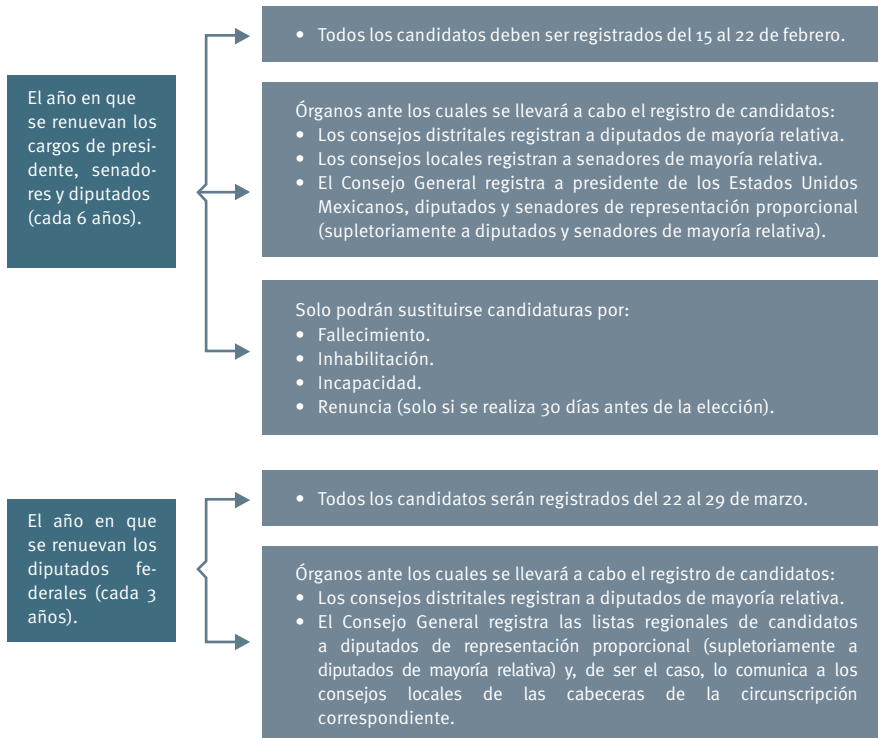 El año en que
se renuevan los
cargos de presi-
dente, senado-
res y diputados
(cada 6 años).
• Todos los candidatos deben ser registrados del 15 al 22 de febrero.
Órganos ante los cuales se llevará a cabo el registro de candidatos:
• Los consejos distritales registran a diputados de mayoría relativa.
• Los consejos locales registran a senadores de mayoría relativa.
• El Consejo General registra a presidente de los Estados Unidos
Mexicanos, diputados y senadores de representación proporcional
(supletoriamente a diputados y senadores de mayoría relativa).
Solo podrán sustituirse candidaturas por:
• Fallecimiento.
• Inhabilitación.
• Incapacidad.
• Renuncia (solo si se realiza 30 días antes de la elección).
El año en que
se renuevan los
diputados fe-
derales (cada 3
años).
• Todos los candidatos serán registrados del 22 al 29 de marzo.
Órganos ante los cuales se llevará a cabo el registro de candidatos:
• Los consejos distritales registran a diputados de mayoría relativa.
• El Consejo General registra las listas regionales de candidatos
a diputados de representación proporcional (supletoriamente a
diputados de mayoría relativa) y, de ser el caso, lo comunica a los
consejos locales de las cabeceras de la circunscripción
correspondiente.